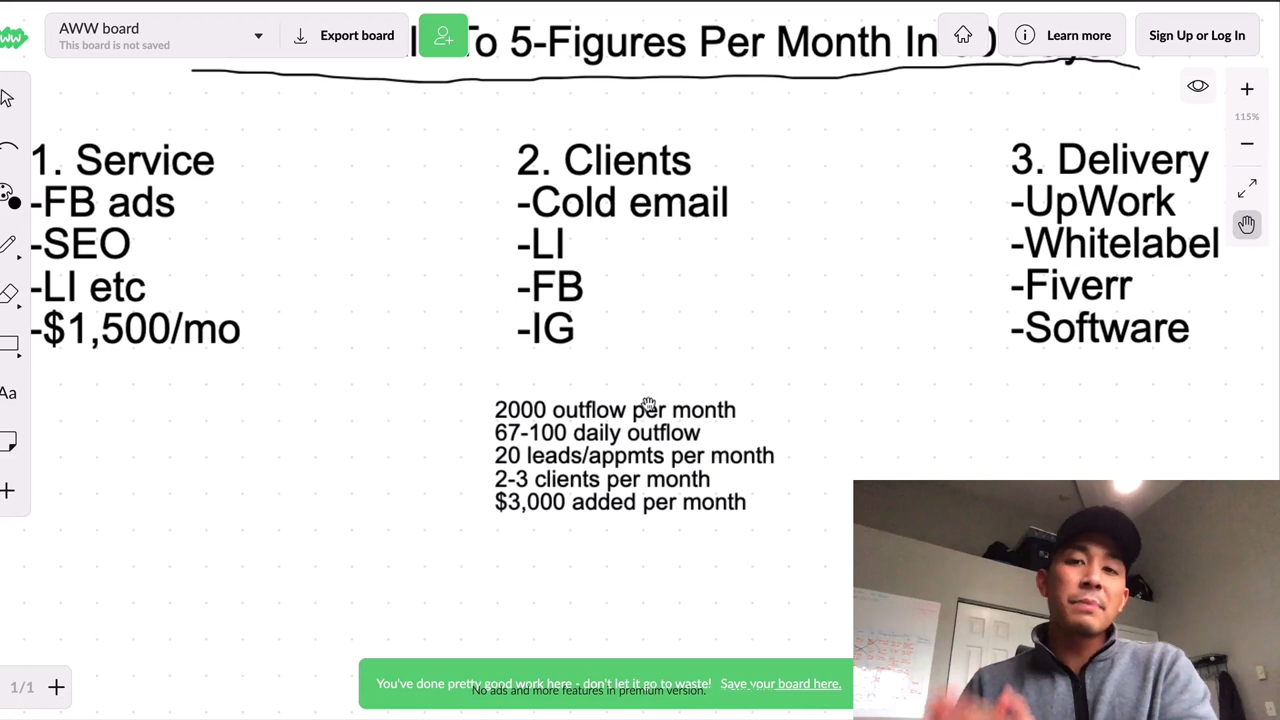 AWW board
This board is not saved
Export board
To 5-Figures Per Month In
Learn more
Sign Up or Log In
115%
1. Service
-FB ads
-SEO
-LI etc
-$1,500/mo
2. Clients
-Cold email
-LI
-FB
-IG
3. Delivery
-UpWork
-Whitelabel
-Fiverr
-Software
Aa
2000 outflow per month
67-100 daily outflow
20 leads/appmts per month
2-3 clients per month
$3,000 added per month
1/1
You've done pretty good work here - don't let it go to waste! Save your board here.
No ads and more features in premium version.